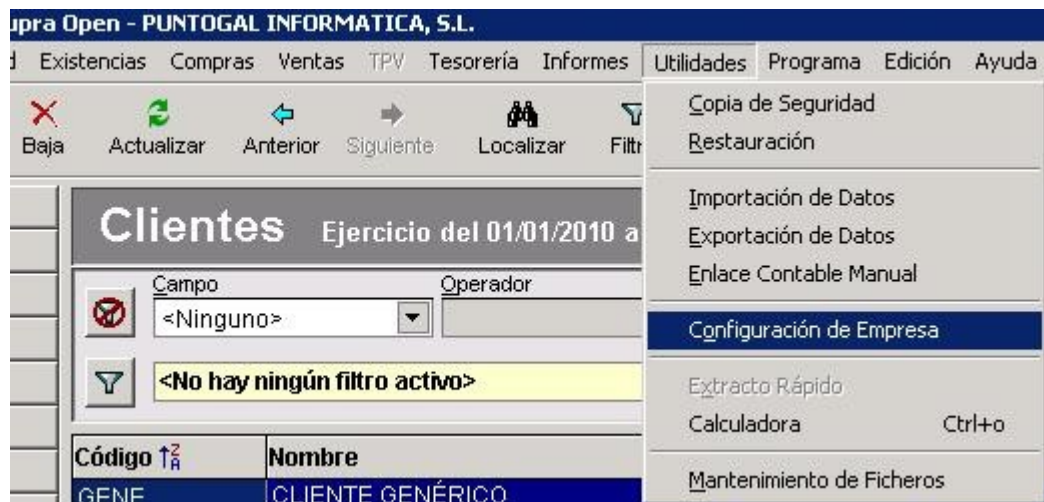 upra Open - PUNTOGAL INFORMATICA, S.L.
d Existencias Compras Ventas TPV Tesorería Informes Utilidades Programa Edición Ayuda
Baja Actualizar Anterior Siguiente Localizar Filtr
Copia de Seguridad
Restauración
Importación de Datos
Exportación de Datos
Enlace Contable Manual
Configuración de Empresa
Extracto Rápido
Calculadora Ctrl+o
Mantenimiento de Ficheros
Clientes Ejercicio del 01/01/2010 a
Campo Operador
<Ninguno>
<No hay ningún filtro activo>
Código Nombre
GENE CLIENTE GENÉRICO